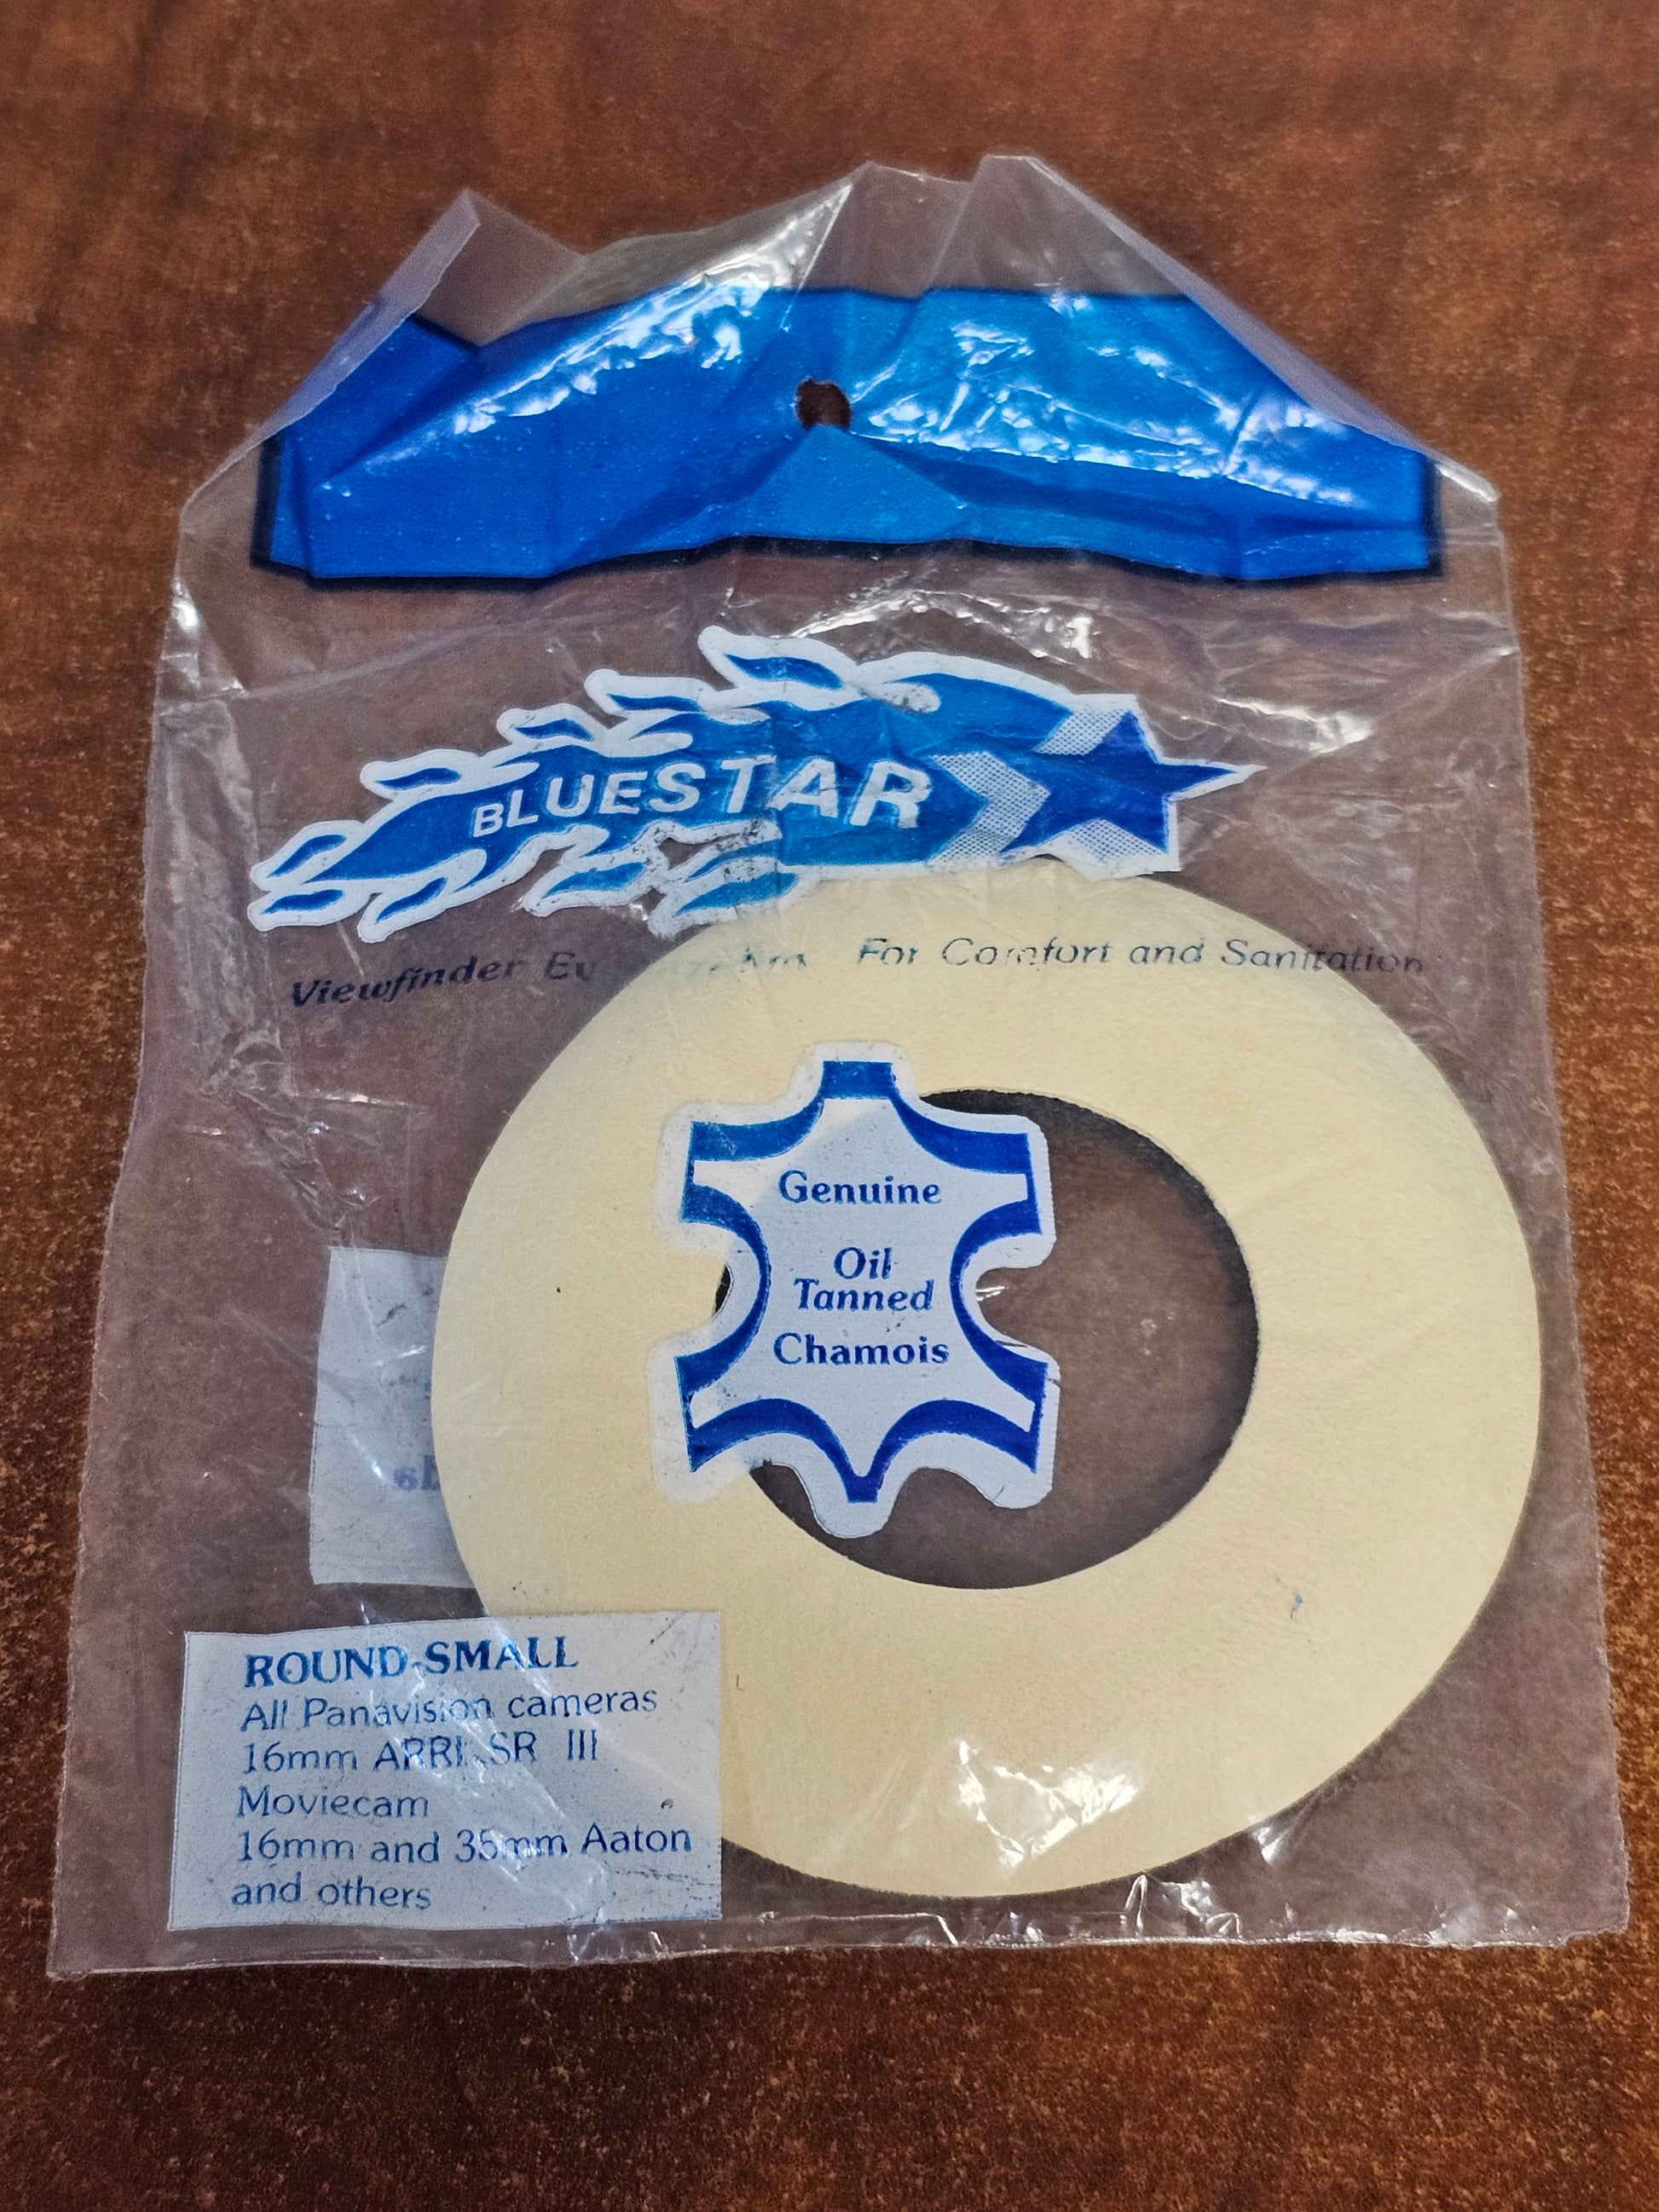 BLUESTAR
Viewfinder For Comfort and Sanitation
Genuine
Oil
Tanned
Chamois
ROUND-SMALL
All Panavision cameras
16mm ARRI SR III
Moviecam
16mm and 35mm Aaton
and others